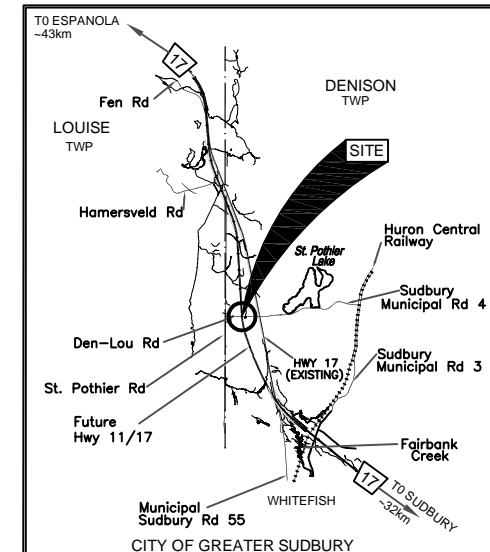 TO ESPANOLA
~43km
17
Fen Rd
DENISON
TWP
LOUISE
TWP
SITE
Hamersveld Rd
Huron Central
Railway
St. Pothier
Lake
Sudbury
Municipal Rd 4
Den-Lou Rd
HWY 17
(EXISTING)
St. Pothier Rd
Sudbury
Municipal Rd 3
Future
Hwy 11/17
Fairbank
Creek
17
TO SUDBURY
~32km
Municipal
Sudbury Rd 55
WHITEFISH
CITY OF GREATER SUDBURY